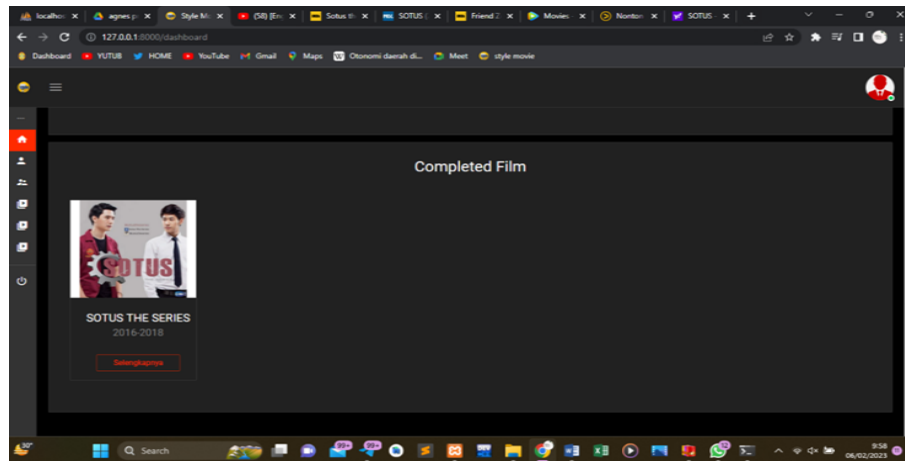 localhos
agnes p
Style M
(58) [En
Sotus th
SOTUS (
Friend Z
Movies
Nonton
SOTUS -
127.0.0.1:8000/dashboard
Dashboard
YUTUB
HOME
YouTube
Gmail
Maps
Otonomi daerah di...
Meet
style movie
Completed Film
SOTUS
SOTUS THE SERIES
2016-2018
Selengkapnya
30°
Search
99+
99+
9:58
06/02/2023